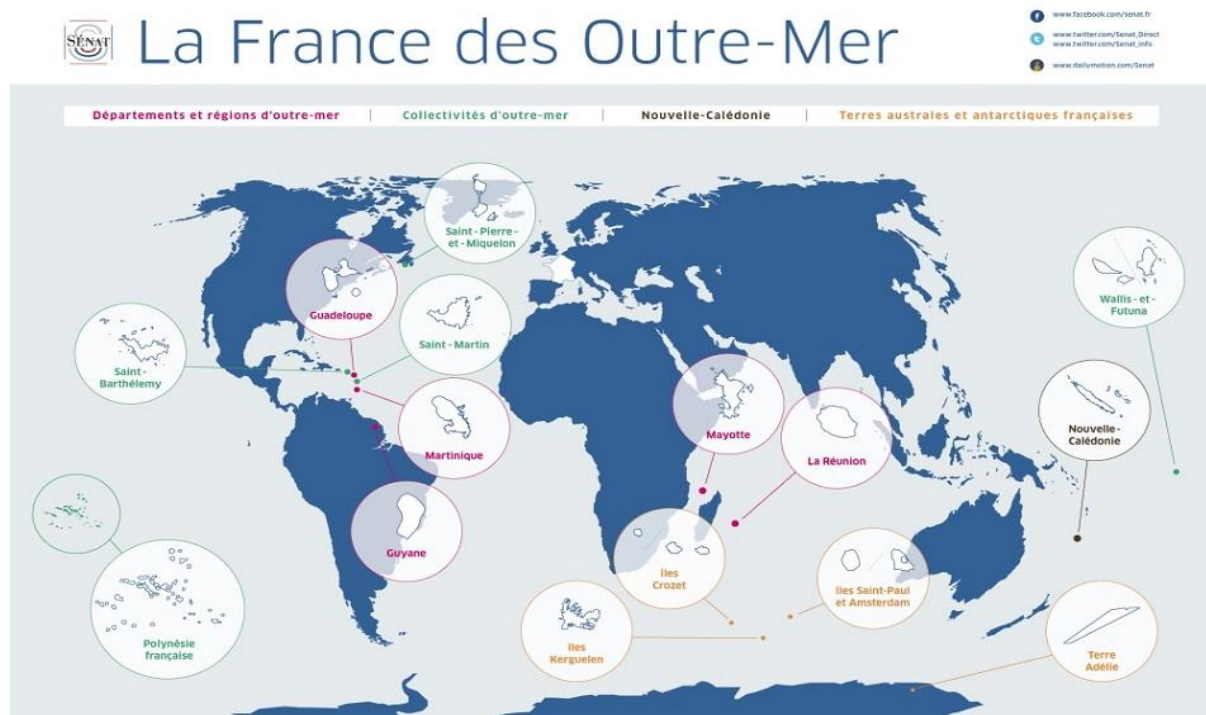 SÉNAT
La France des Outre-Mer
www.facebook.com/senat.fr
www.twitter.com/Senat_Direct
www.twitter.com/Senat_Info
www.dailymotion.com/Senat
Départements et régions d'outre-mer | Collectivités d'outre-mer | Nouvelle-Calédonie | Terres australes et antarctiques françaises
Saint - Pierre -
et - Miquelon
Guadeloupe
Saint - Martin
Saint -
Barthélemy
Martinique
Guyane
Polynésie
française
Mayotte
La Réunion
Wallis - et -
Futuna
Nouvelle -
Calédonie
îles
Crozet
îles Saint-Paul
et Amsterdam
îles
Kerguelen
Terre
Adélie